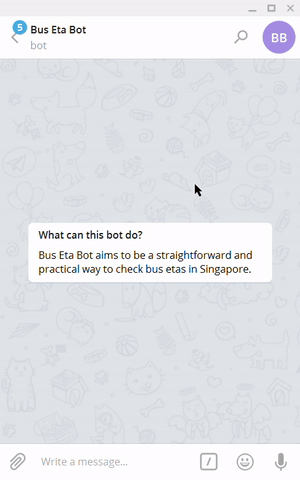 5
Bus Eta Bot
bot
BB
What can this bot do?
Bus Eta Bot aims to be a straightforward and
practical way to check bus etas in Singapore.
Write a message...
/